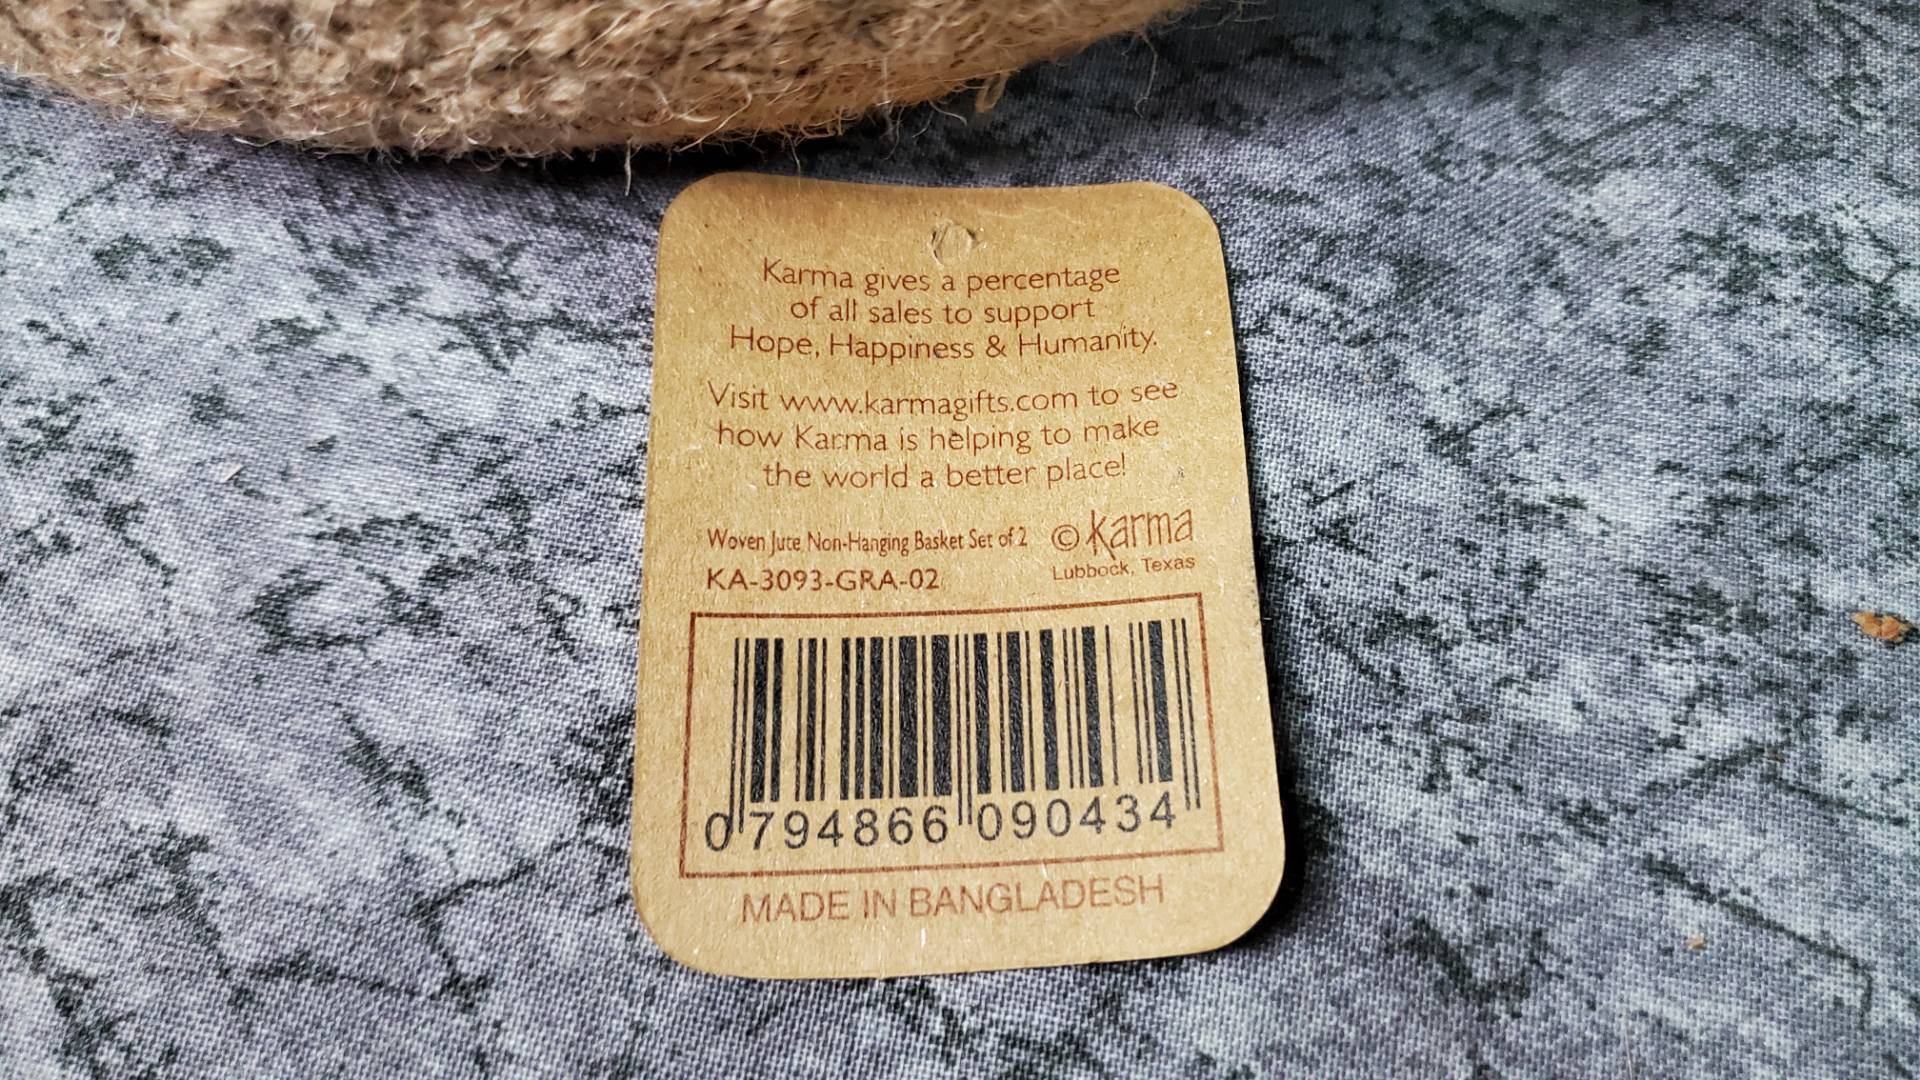 Karma gives a percentage
of all sales to support
Hope, Happiness & Humanity.
Visit www.karmagifts.com to see
how Karma is helping to make
the world a better place!
Woven Jute Non-Hanging Basket Set of 2
KA-3093-GRA-02
© karma
Lubbock, Texas
0 794866 090434
MADE IN BANGLADESH